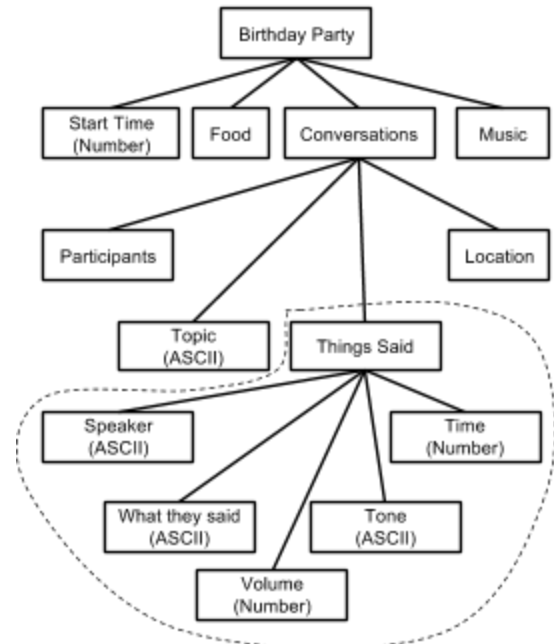 Birthday Party
Start Time
(Number)
Food
Conversations
Music
Participants
Location
Topic
(ASCII)
Things Said
Speaker
(ASCII)
Time
(Number)
What they said
(ASCII)
Tone
(ASCII)
Volume
(Number)